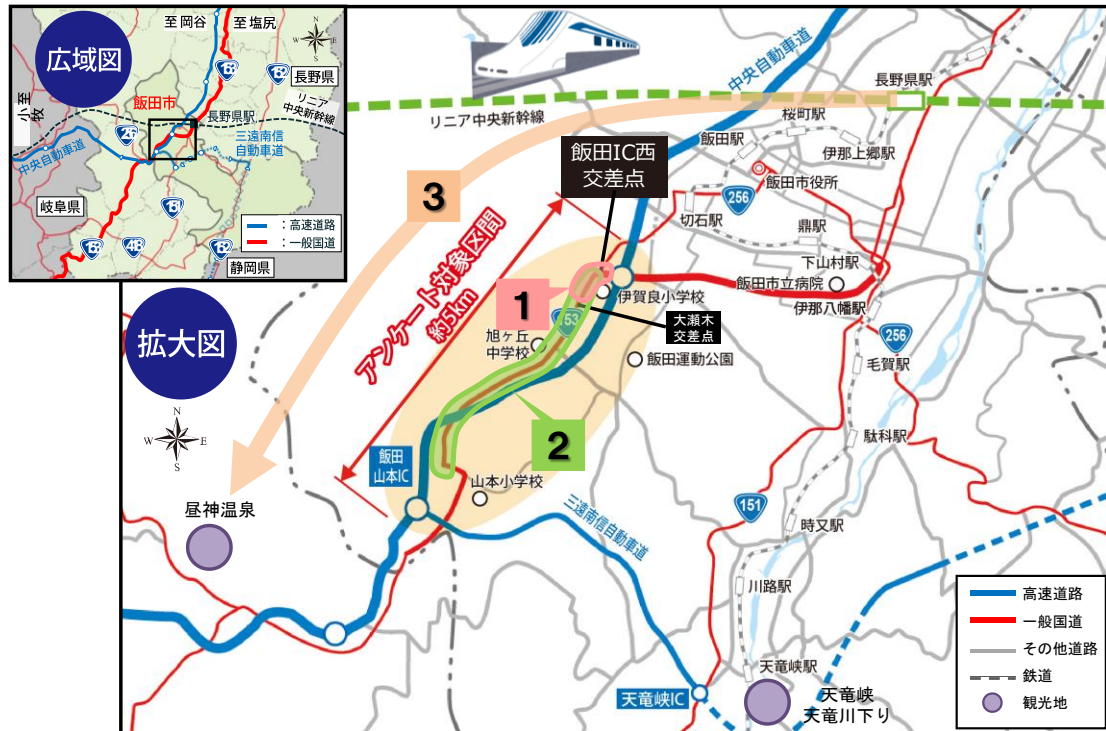 広域図
至岡谷
至塩尻
153
152
長野県
小牧
至
飯田市
リニア
中央新幹線
長野県駅
256
中央自動車道
三遠南信
自動車道
岐阜県
151
153
418
152
静岡県
：高速道路
：一般国道
拡大図
N
W
E
S
リニア中央新幹線
中央自動車道
長野県駅
桜町駅
飯田駅
伊那上郷駅
飯田IC西
交差点
飯田市役所
256
切石駅
鼎駅
下山村駅
飯田市立病院
伊那八幡駅
3
アンケート対象区間
約5km
1
伊賀良小学校
153
大瀬木
交差点
旭ヶ丘
中学校
飯田運動公園
256
毛賀駅
駄科駅
2
飯田
山本IC
山本小学校
昼神温泉
三遠南信自動車道
151
時又駅
川路駅
天竜峡駅
天竜峡IC
天竜峡
天竜川下り
高速道路
一般国道
その他道路
鉄道
観光地